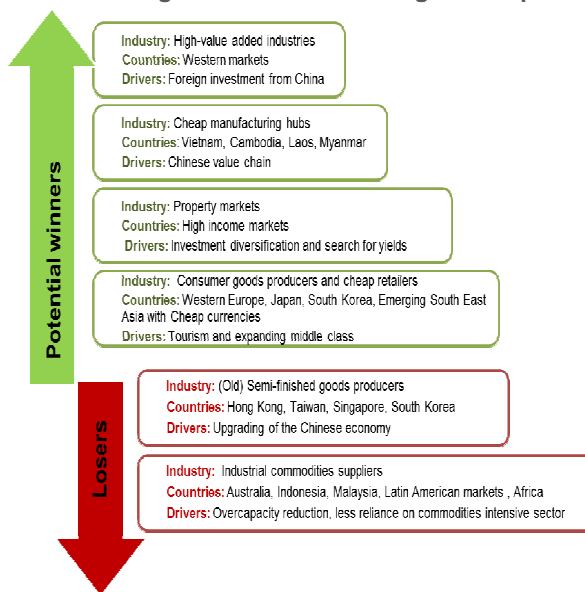 Industry: High-value added industries
Countries: Western markets
Drivers: Foreign investment from China
Industry: Cheap manufacturing hubs
Countries: Vietnam, Cambodia, Laos, Myanmar
Drivers: Chinese value chain
Industry: Property markets
Countries: High income markets
Drivers: Investment diversification and search for yields
Industry: Consumer goods producers and cheap retailers
Countries: Western Europe, Japan, South Korea, Emerging South East
Asia with Cheap currencies
Drivers: Tourism and expanding middle class
Potential winners
Industry: (Old) Semi-finished goods producers
Countries: Hong Kong, Taiwan, Singapore, South Korea
Drivers: Upgrading of the Chinese economy
Industry: Industrial commodities suppliers
Countries: Australia, Indonesia, Malaysia, Latin American markets , Africa
Drivers: Overcapacity reduction, less reliance on commodities intensive sector
Losers